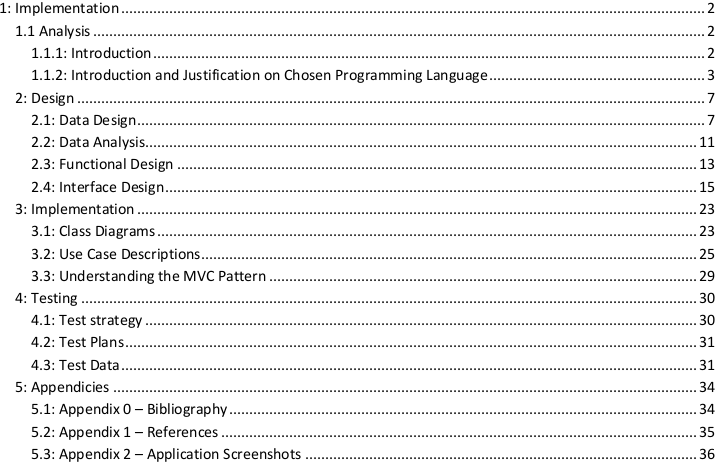 1: Implementation 2
1.1 Analysis 2
1.1.1: Introduction 2
1.1.2: Introduction and Justification on Chosen Programming Language 3
2: Design 7
2.1: Data Design 7
2.2: Data Analysis 11
2.3: Functional Design 13
2.4: Interface Design 15
3: Implementation 23
3.1: Class Diagrams 23
3.2: Use Case Descriptions 25
3.3: Understanding the MVC Pattern 29
4: Testing 30
4.1: Test strategy 30
4.2: Test Plans 31
4.3: Test Data 31
5: Appendicies 34
5.1: Appendix 0 – Bibliography 34
5.2: Appendix 1 – References 35
5.3: Appendix 2 – Application Screenshots 36